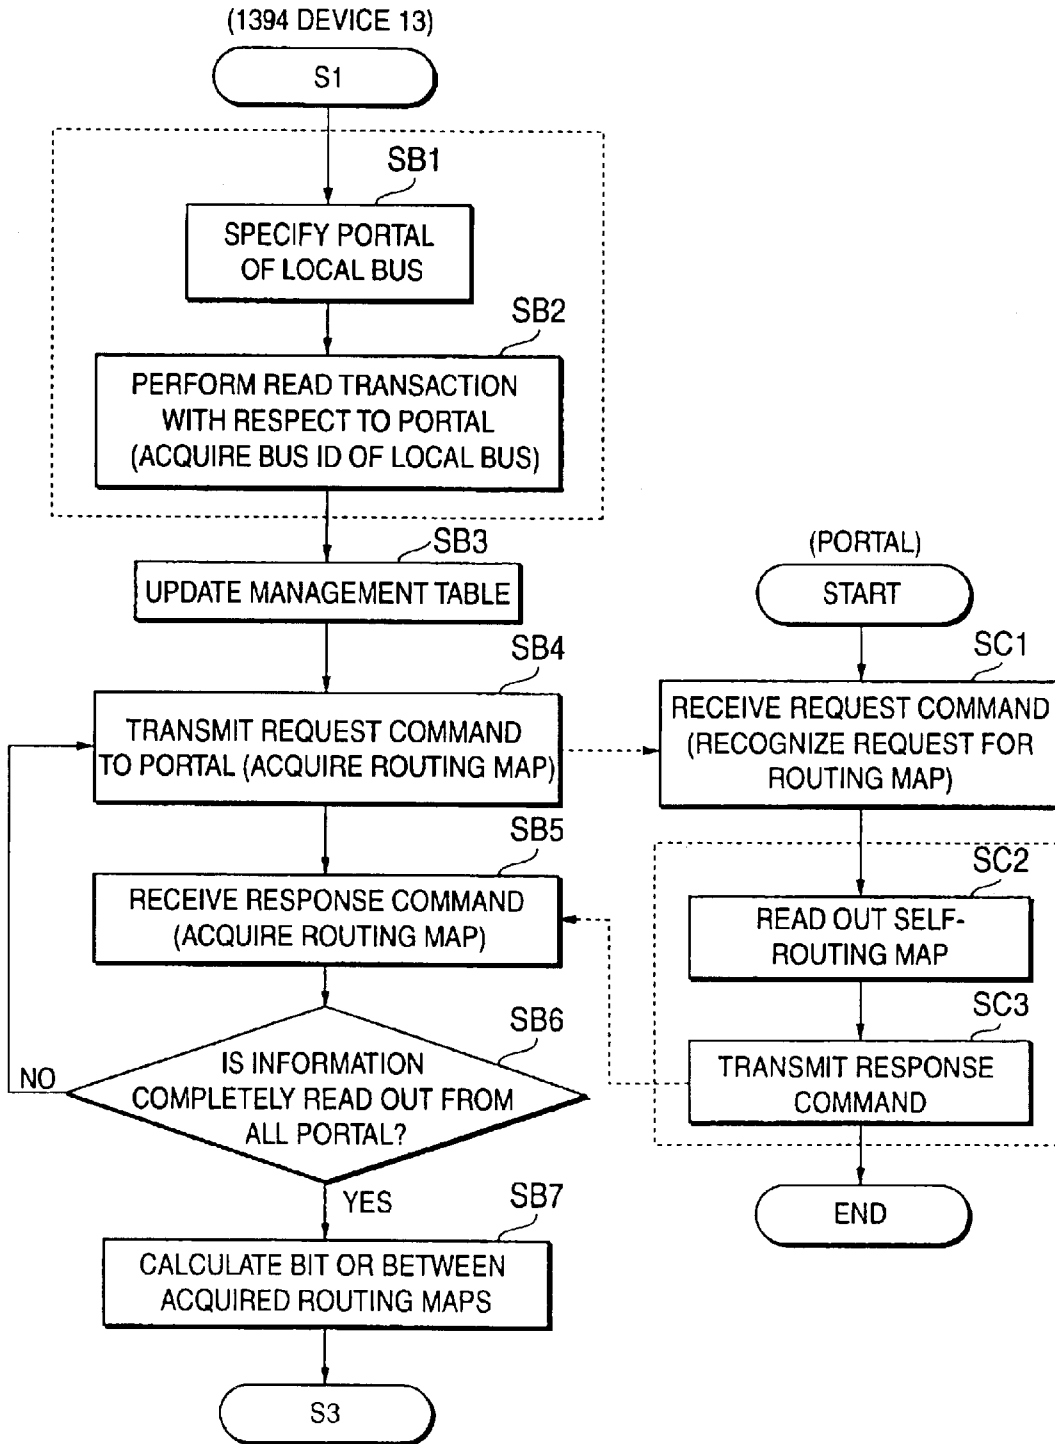 (1394 DEVICE 13)
S1
SB1
SPECIFY PORTAL
OF LOCAL BUS
SB2
PERFORM READ TRANSACTION
WITH RESPECT TO PORTAL
(ACQUIRE BUS ID OF LOCAL BUS)
SB3
UPDATE MANAGEMENT TABLE
SB4
TRANSMIT REQUEST COMMAND
TO PORTAL (ACQUIRE ROUTING MAP)
SB5
RECEIVE RESPONSE COMMAND
(ACQUIRE ROUTING MAP)
SB6
IS INFORMATION
COMPLETELY READ OUT FROM
ALL PORTAL?
NO
YES
SB7
CALCULATE BIT OR BETWEEN
ACQUIRED ROUTING MAPS
S3
(PORTAL)
START
SC1
RECEIVE REQUEST COMMAND
(RECOGNIZE REQUEST FOR
ROUTING MAP)
SC2
READ OUT SELF-
ROUTING MAP
SC3
TRANSMIT RESPONSE
COMMAND
END